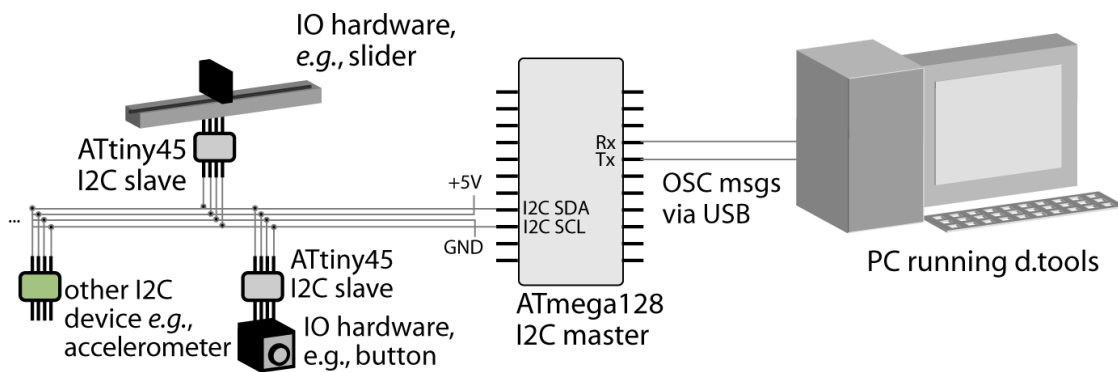 IO hardware,
e.g., slider
ATtiny45
I2C slave
+5V
...
GND
I2C SDA
I2C SCL
Rx
Tx
OSC msgs
via USB
ATmega128
I2C master
PC running d.tools
other I2C
device e.g.,
accelerometer
ATtiny45
I2C slave
IO hardware,
e.g., button